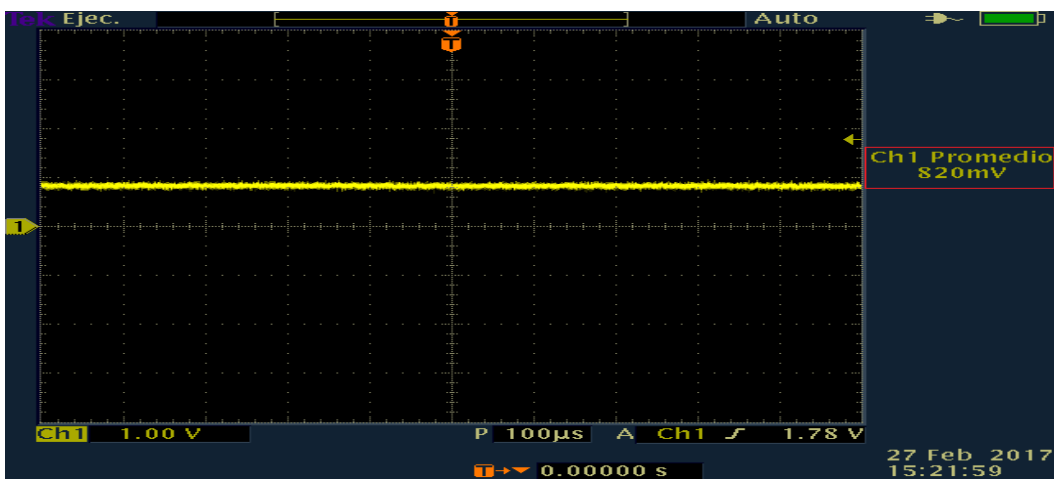 Tek Ejec. T Auto
T
Ch1 Promedio
820mV
1
Ch1 1.00 V P 100µs A Ch1 1.78 V
T 0.00000 s
27 Feb 2017
15:21:59